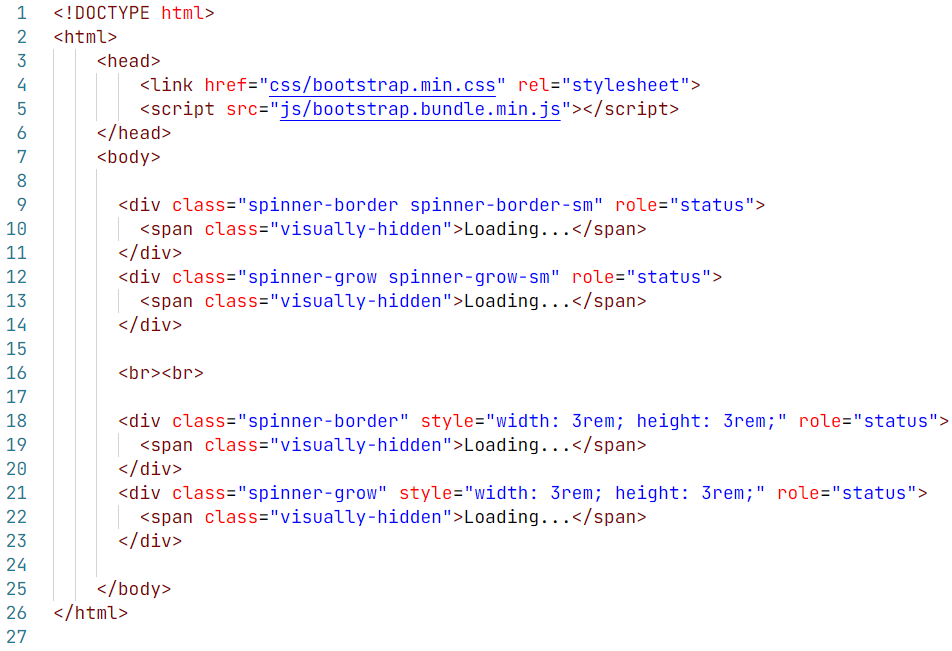 1 <!DOCTYPE html>
2 <html>
3     <head>
4         <link href="css/bootstrap.min.css" rel="stylesheet">
5         <script src="js/bootstrap.bundle.min.js"></script>
6     </head>
7     <body>
8
9       <div class="spinner-border spinner-border-sm" role="status">
10         <span class="visually-hidden">Loading...</span>
11       </div>
12       <div class="spinner-grow spinner-grow-sm" role="status">
13         <span class="visually-hidden">Loading...</span>
14       </div>
15
16       <br><br>
17
18       <div class="spinner-border" style="width: 3rem; height: 3rem;" role="status">
19         <span class="visually-hidden">Loading...</span>
20       </div>
21       <div class="spinner-grow" style="width: 3rem; height: 3rem;" role="status">
22         <span class="visually-hidden">Loading...</span>
23       </div>
24
25     </body>
26 </html>
27